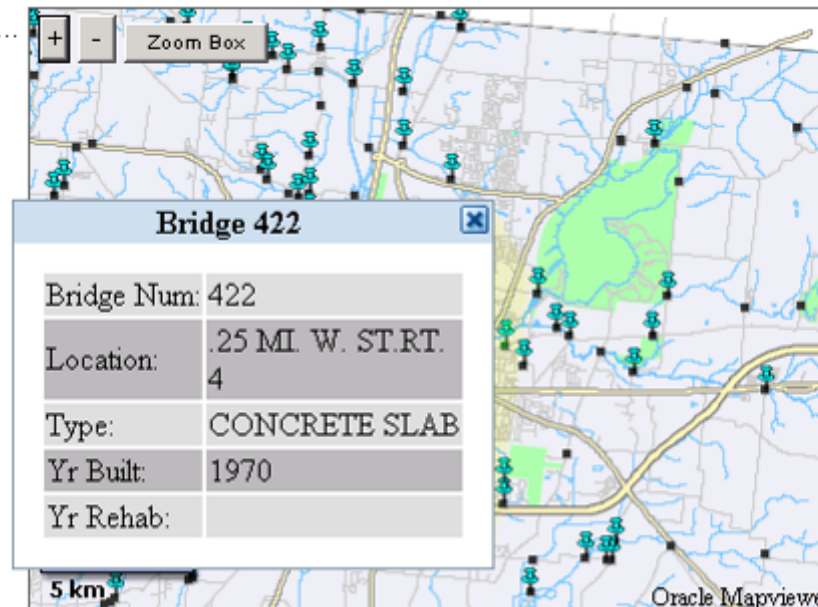 ...
+ - Zoom Box
Bridge 422
Bridge Num: 422
Location: .25 MI. W. ST.RT.
4
Type: CONCRETE SLAB
Yr Built: 1970
Yr Rehab:
5 km
Oracle Mapviewe